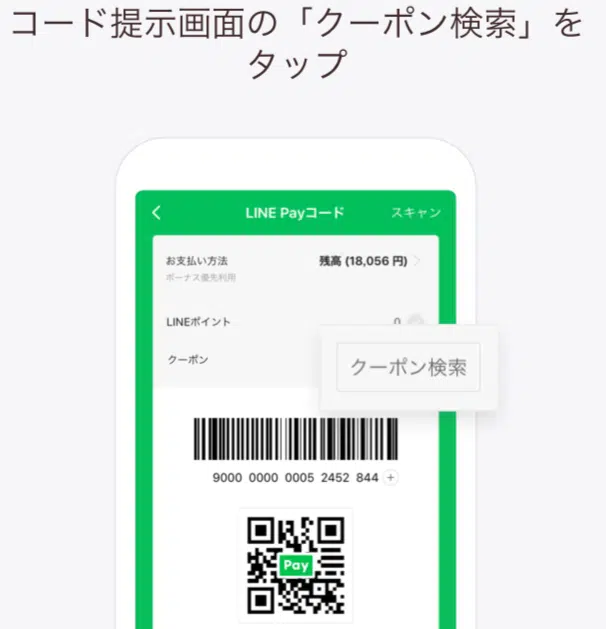 コード提示画面の「クーポン検索」を
タップ
LINE Payコード
スキャン
お支払い方法
残高 (18,056 円)
ボーナス優先利用
LINEポイント
0
クーポン
クーポン検索
9000 0000 0005 2452 844 +
Pay